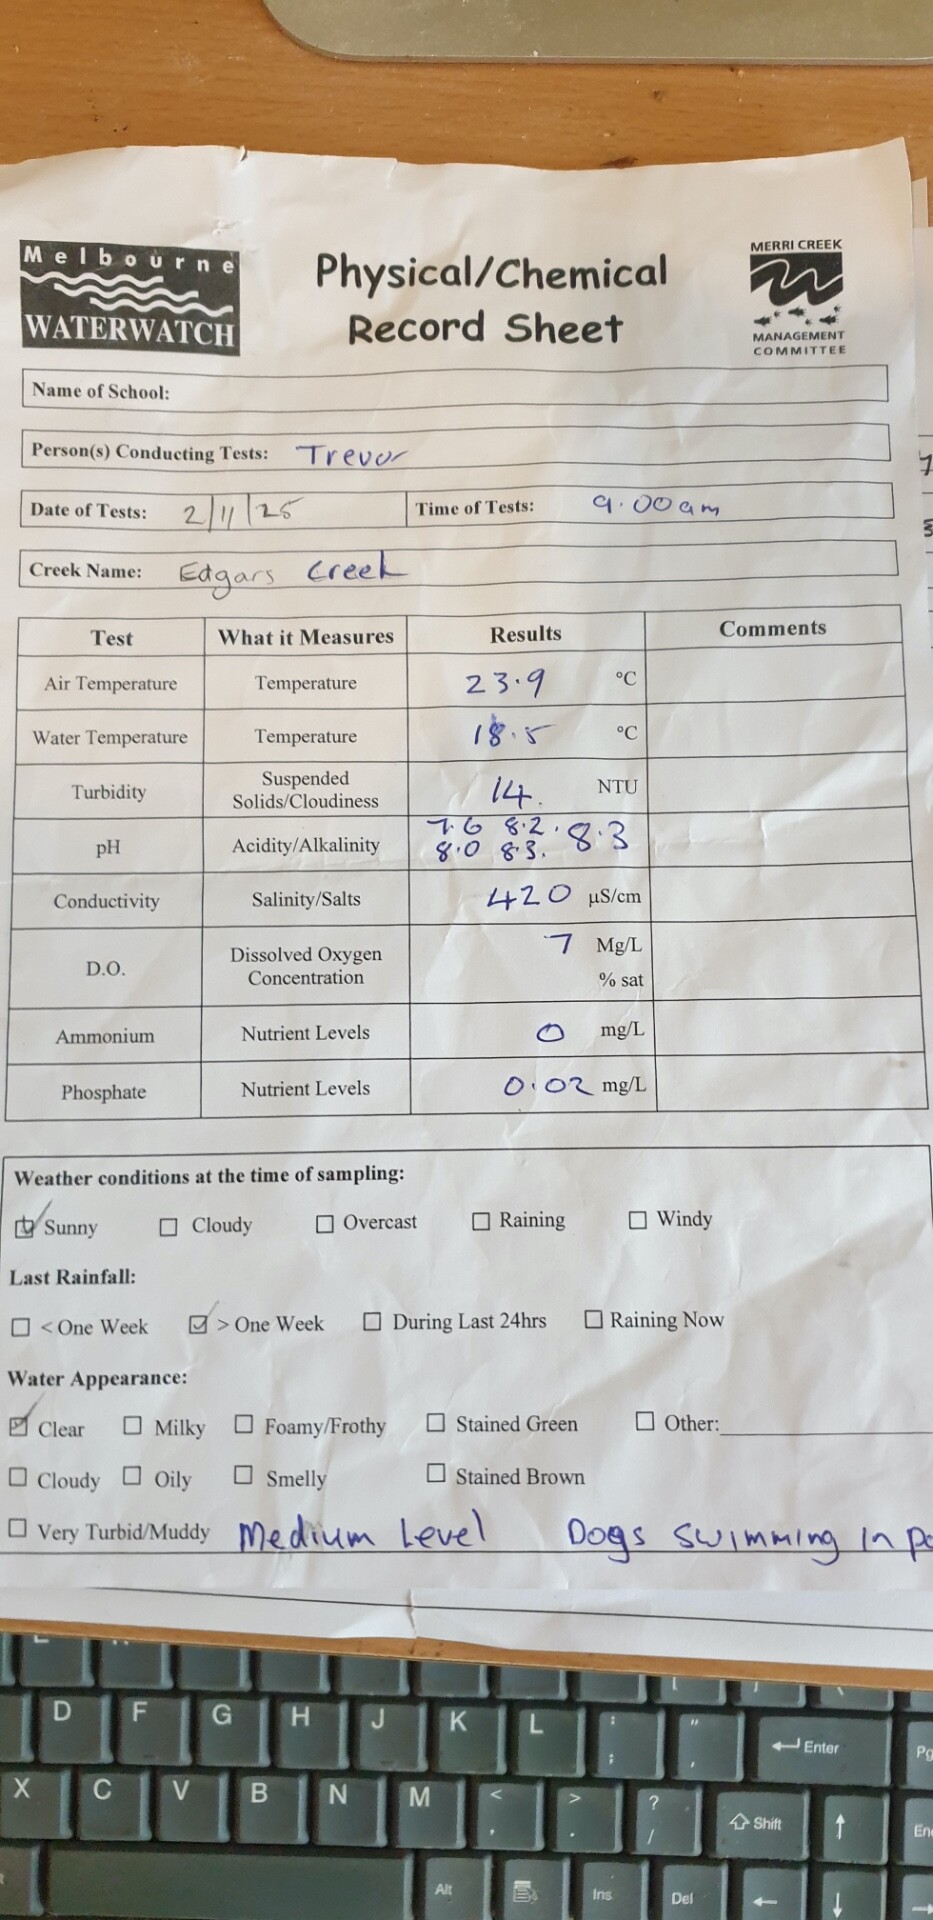 Melbourne
WATERWATCH
Physical/Chemical
Record Sheet
MERRI CREEK
MANAGEMENT
COMMITTEE
Name of School:
Person(s) Conducting Tests: Trevor
Date of Tests: 2/11/25 Time of Tests: 9.00am
Creek Name: Edgars Creek
Test What it Measures Results Comments
Air Temperature Temperature 23.9 °C
Water Temperature Temperature 18.5 °C
Turbidity Suspended Solids/Cloudiness 14. NTU
pH Acidity/Alkalinity 7.6 8.2. 8.3
8.0 8.3.
Conductivity Salinity/Salts 420 µS/cm
D.O. Dissolved Oxygen Concentration 7 Mg/L
% sat
Ammonium Nutrient Levels 0 mg/L
Phosphate Nutrient Levels 0.02 mg/L
Weather conditions at the time of sampling:
Sunny Cloudy Overcast Raining Windy
Last Rainfall:
< One Week > One Week During Last 24hrs Raining Now
Water Appearance:
Clear Milky Foamy/Frothy Stained Green Other:
Cloudy Oily Smelly Stained Brown
Very Turbid/Muddy Medium Level Dogs swimming in
D F G H J K L : ; " , Enter
X C V B N M < , > . ? / Shift
Alt Ins Del